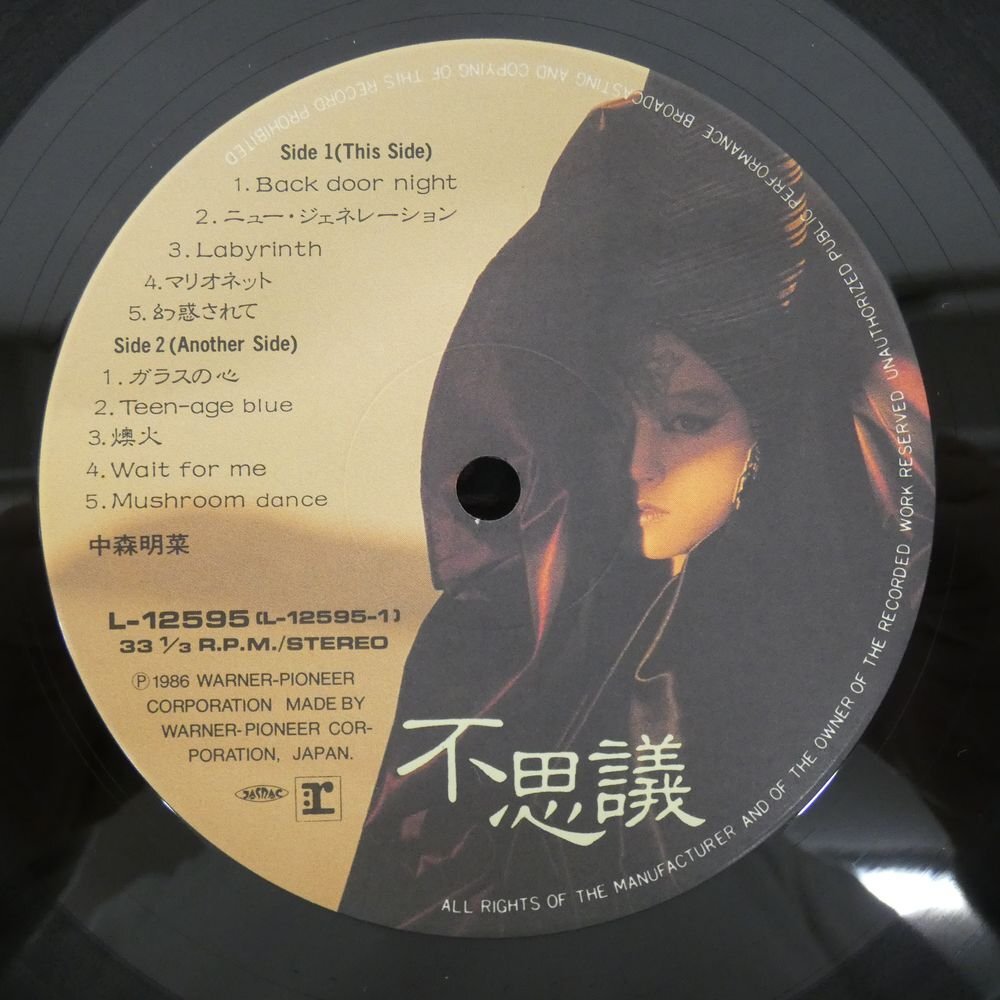 Side 1(This Side)
1. Back door night
2. ニュー・ジェネレーション
3. Labyrinth
4. マリオネット
5. 幻惑されて
Side 2 (Another Side)
1. ガラスの心
2. Teen-age blue
3. 燠火
4. Wait for me
5. Mushroom dance
中森明菜
L-12595 (L-12595-1)
33 1/3 R.P.M./STEREO
Ⓟ1986 WARNER-PIONEER
CORPORATION MADE BY
WARNER-PIONEER COR-
PORATION, JAPAN.
JASRAC
r
不思議
ALL RIGHTS OF THE MANUFACTURER AND OF THE OWNER OF THE RECORDED WORK RESERVED UNAUTHORIZED PUBLIC PERFORMANCE BROADCASTING AND COPYING OF THIS RECORD PROHIBITED